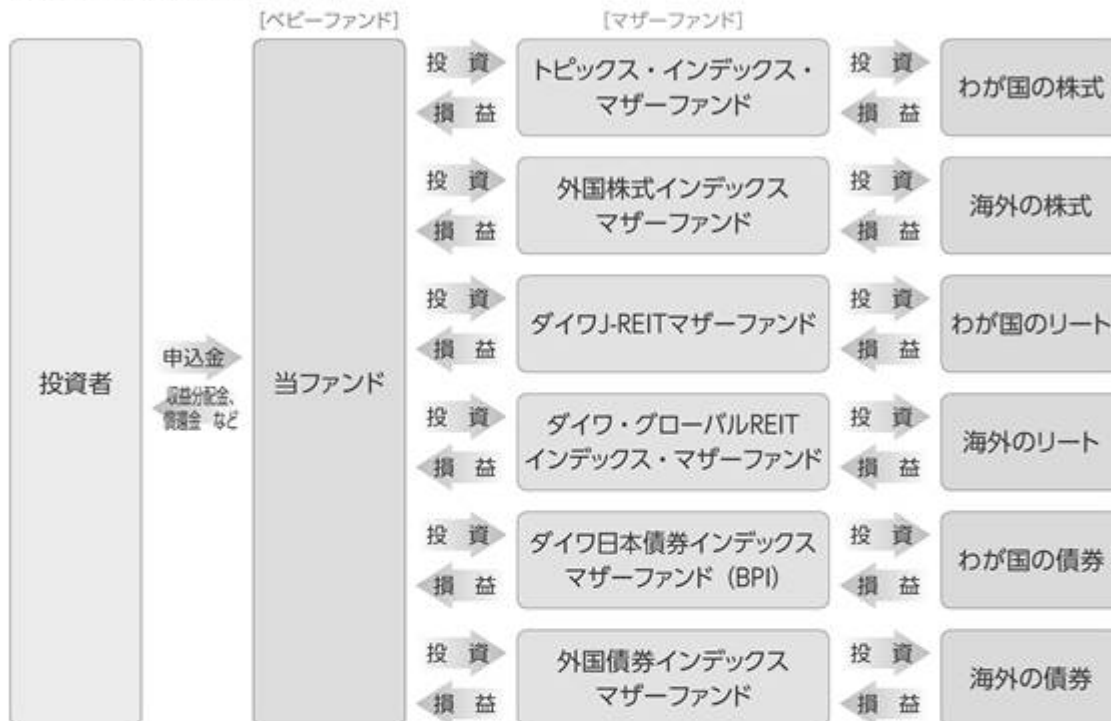 [ベビーファンド]
[マザーファンド]
投資者
申込金
収益分配金、
償還金 など
当ファンド
投 資
損 益
トピックス・インデックス・
マザーファンド
投 資
損 益
わが国の株式
投 資
損 益
外国株式インデックス
マザーファンド
投 資
損 益
海外の株式
投 資
損 益
ダイワJ-REITマザーファンド
投 資
損 益
わが国のリート
投 資
損 益
ダイワ・グローバルREIT
インデックス・マザーファンド
投 資
損 益
海外のリート
投 資
損 益
ダイワ日本債券インデックス
マザーファンド (BPI)
投 資
損 益
わが国の債券
投 資
損 益
外国債券インデックス
マザーファンド
投 資
損 益
海外の債券